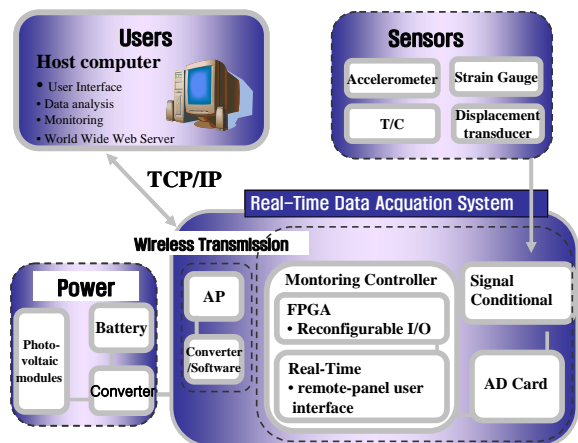 Users
Host computer
• User Interface
• Data analysis
• Monitoring
• World Wide Web Server
Sensors
Accelerometer
Strain Gauge
T/C
Displacement
transducer
TCP/IP
Real-Time Data Acquation System
Wireless Transmission
Power
Photo-
voltaic
modules
Battery
Converter
AP
Converter
/Software
Montoring Controller
FPGA
• Reconfigurable I/O
Real-Time
• remote-panel user
interface
Signal
Conditional
AD Card